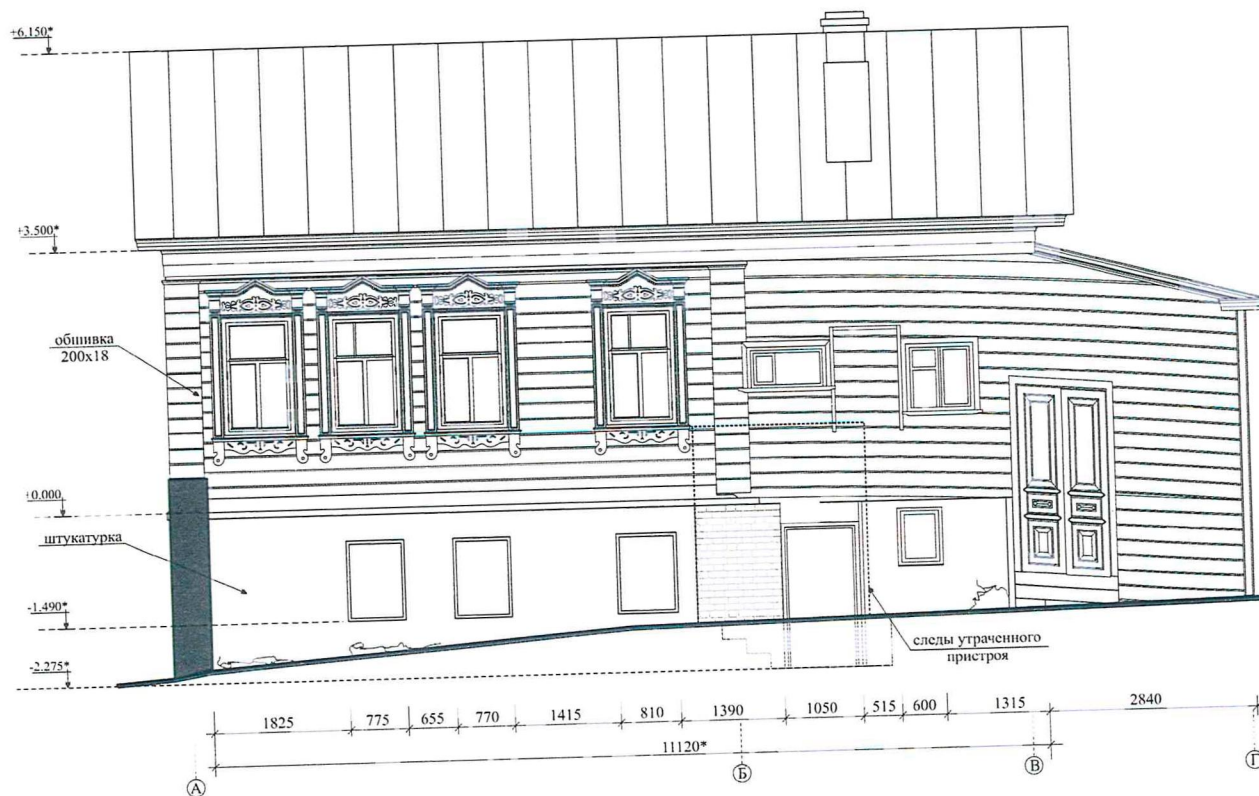 +6.150*
+3.500*
обшивка
200х18
+0.000
штукатурка
-1.490*
-2.275*
следы утраченного
пристроя
1825 775 655 770 1415 810 1390 1050 515 600 1315 2840
11120*
А Б В Г